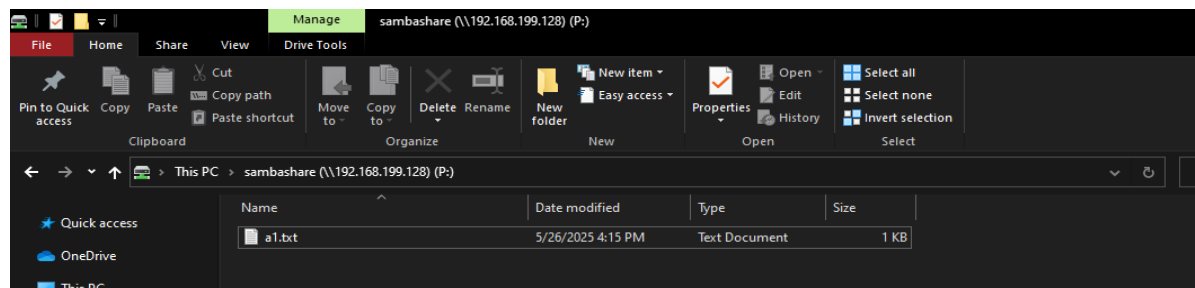 Manage
sambashare (\\192.168.199.128) (P:)
File Home Share View Drive Tools
Pin to Quick access
Copy
Paste
Cut
Copy path
Paste shortcut
Clipboard
Move to
Copy to
Delete
Rename
Organize
New folder
New item
Easy access
New
Properties
Open
Edit
History
Open
Select all
Select none
Invert selection
Select
This PC > sambashare (\\192.168.199.128) (P:)
Quick access
OneDrive
This PC
Name Date modified Type Size
a1.txt 5/26/2025 4:15 PM Text Document 1 KB